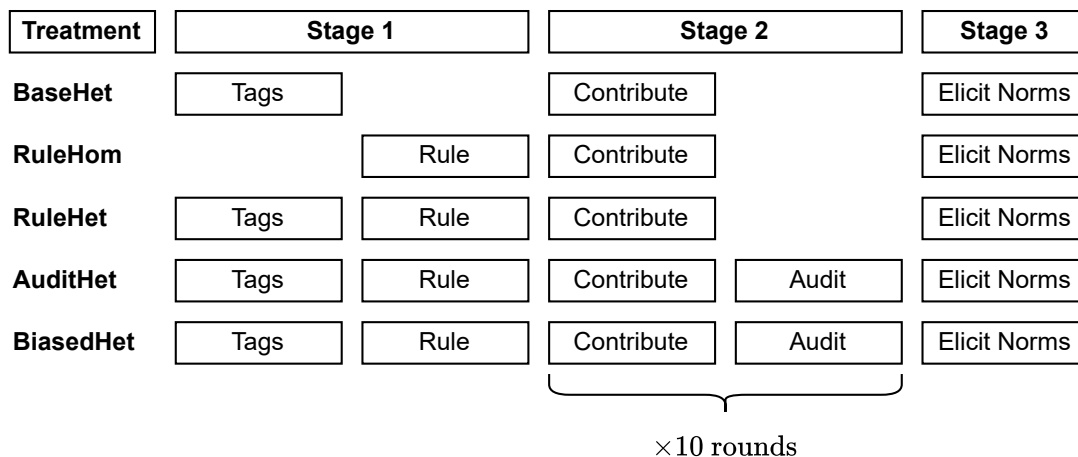 Treatment Stage 1 Stage 2 Stage 3
BaseHet Tags Contribute Elicit Norms
RuleHom Rule Contribute Elicit Norms
RuleHet Tags Rule Contribute Elicit Norms
AuditHet Tags Rule Contribute Audit Elicit Norms
BiasedHet Tags Rule Contribute Audit Elicit Norms
×10 rounds